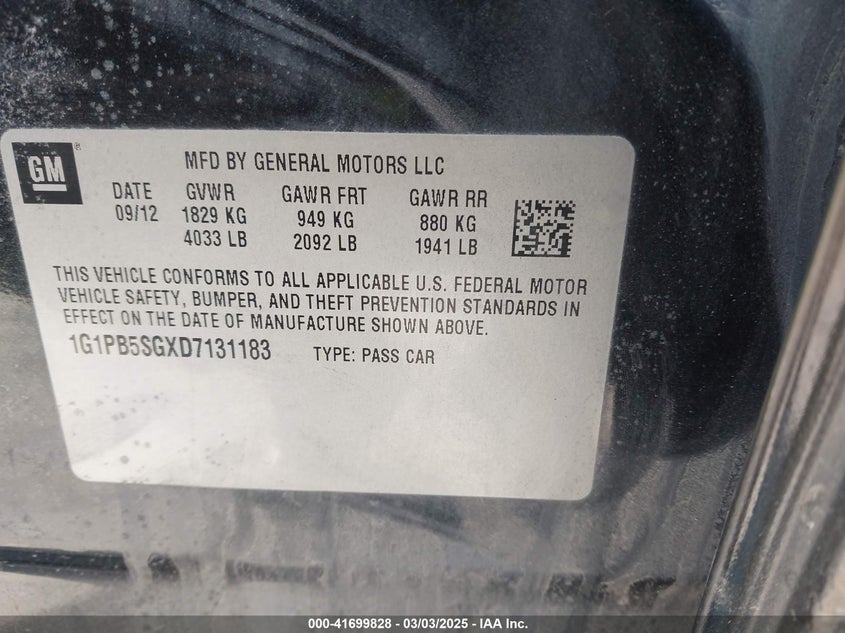 GM ®
MFD BY GENERAL MOTORS LLC
DATE GVWR GAWR FRT GAWR RR
09/12 1829 KG 949 KG 880 KG
4033 LB 2092 LB 1941 LB
THIS VEHICLE CONFORMS TO ALL APPLICABLE U.S. FEDERAL MOTOR
VEHICLE SAFETY, BUMPER, AND THEFT PREVENTION STANDARDS IN
EFFECT ON THE DATE OF MANUFACTURE SHOWN ABOVE.
1G1PB5SGXD7131183 TYPE: PASS CAR
000-41699828 - 03/03/2025 - IAA Inc.